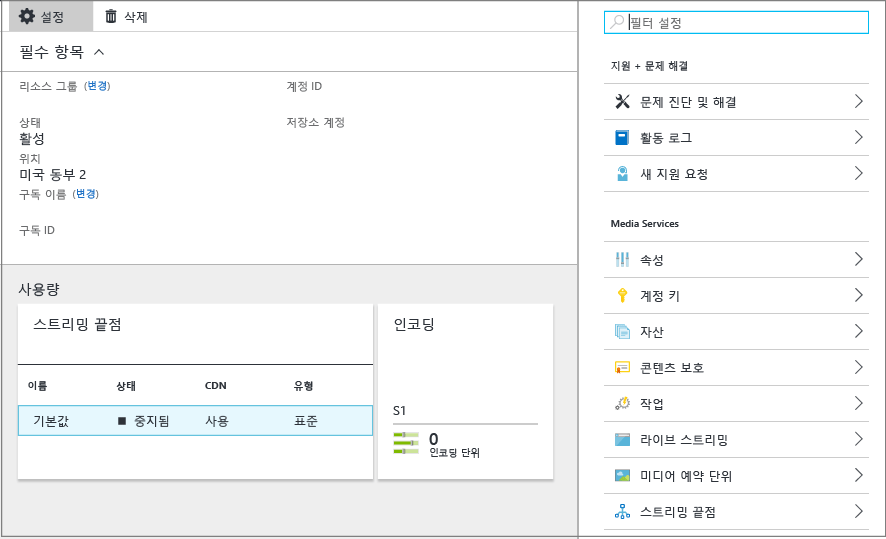 설정 삭제
필수 항목
리소스 그룹 (변경) 계정 ID
상태 저장소 계정
활성
위치
미국 동부 2
구독 이름 (변경)
구독 ID
사용량
스트리밍 끝점
이름 상태 CDN 유형
기본값 중지됨 사용 표준
인코딩
S1
0
인코딩 단위
필터 설정
지원 + 문제 해결
문제 진단 및 해결
활동 로그
새 지원 요청
Media Services
속성
계정 키
자산
콘텐츠 보호
작업
라이브 스트리밍
미디어 예약 단위
스트리밍 끝점